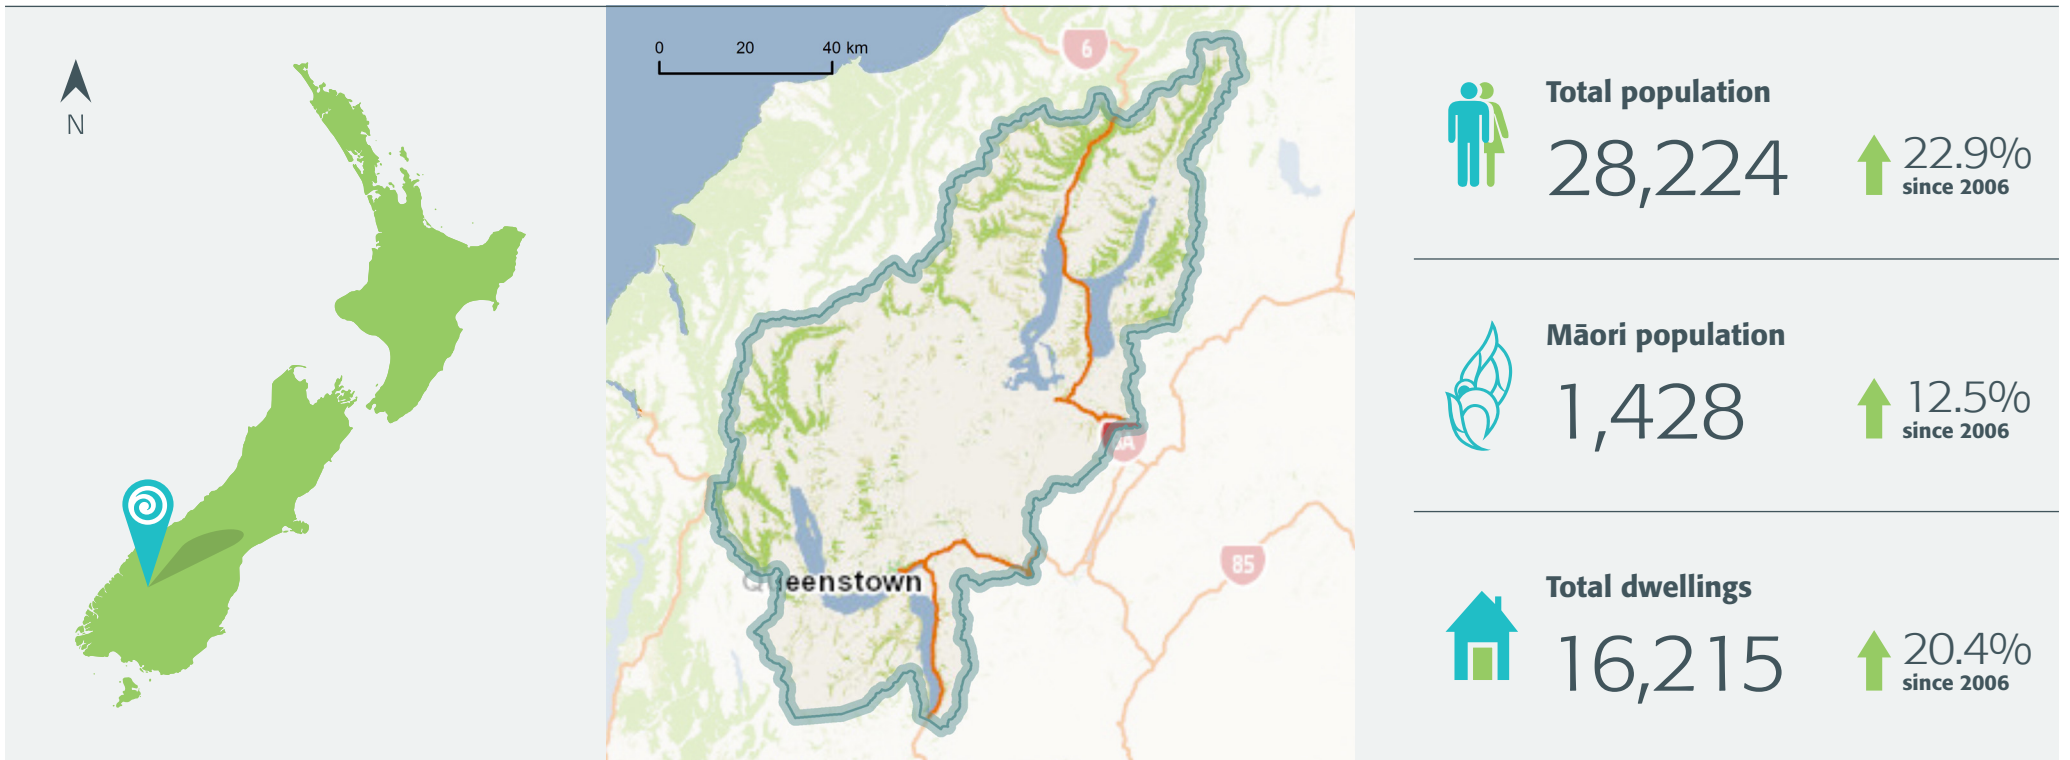 N
0 20 40 km
6
Queenstown
85
Total population
28,224
22.9%
since 2006
Māori population
1,428
12.5%
since 2006
Total dwellings
16,215
20.4%
since 2006